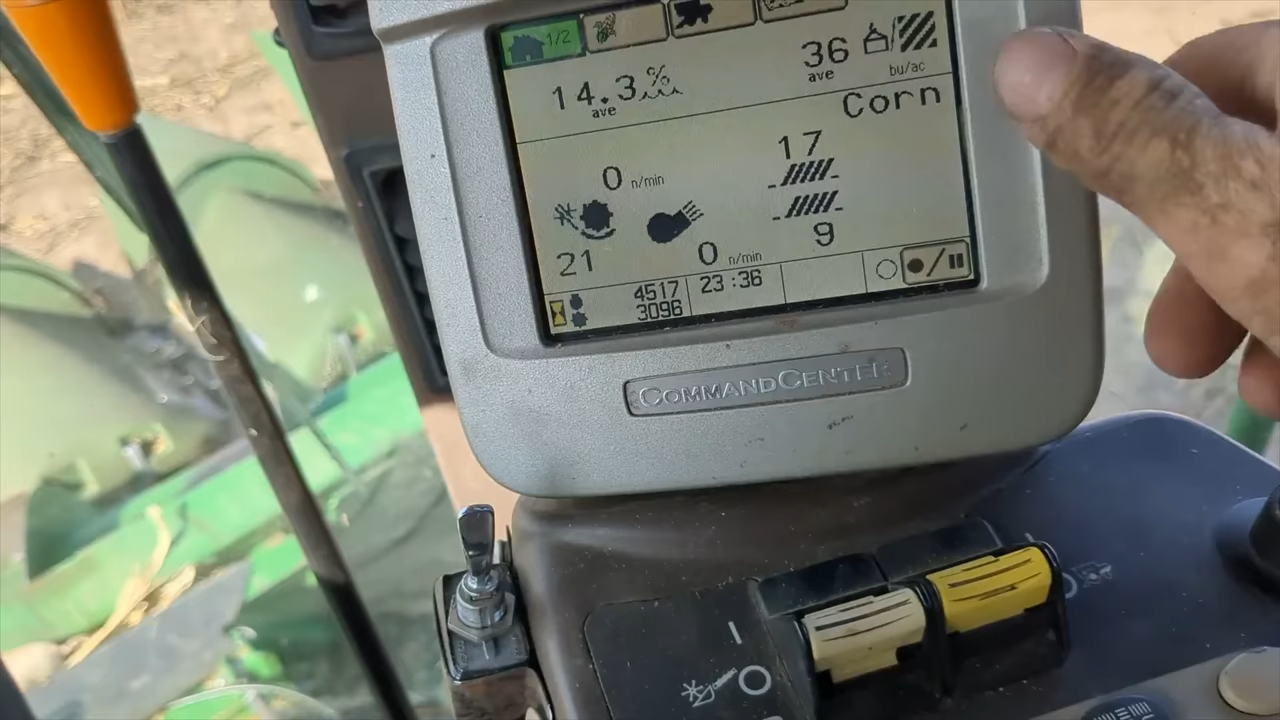 1/2
14.3%
ave
36
ave
bu/ac
Corn
0 n/min
17
21
0 n/min
9
4517
3096
23:36
COMMANDCENTER